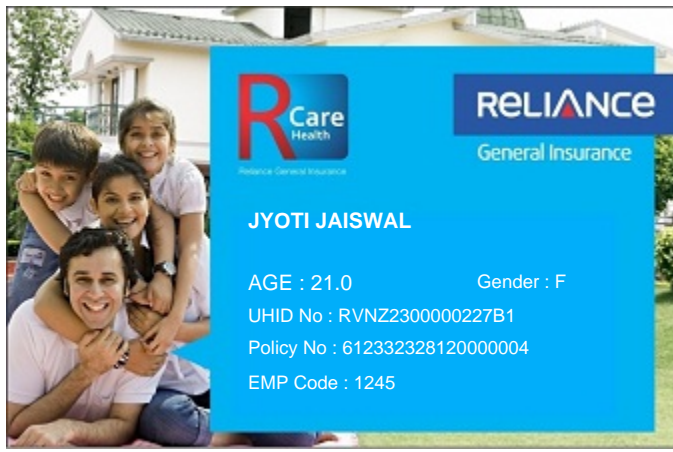 RCare
Health
Reliance General Insurance
RELIANCE
General Insurance
JYOTI JAISWAL
AGE : 21.0 Gender : F
UHID No : RVNZ2300000227B1
Policy No : 612332328120000004
EMP Code : 1245